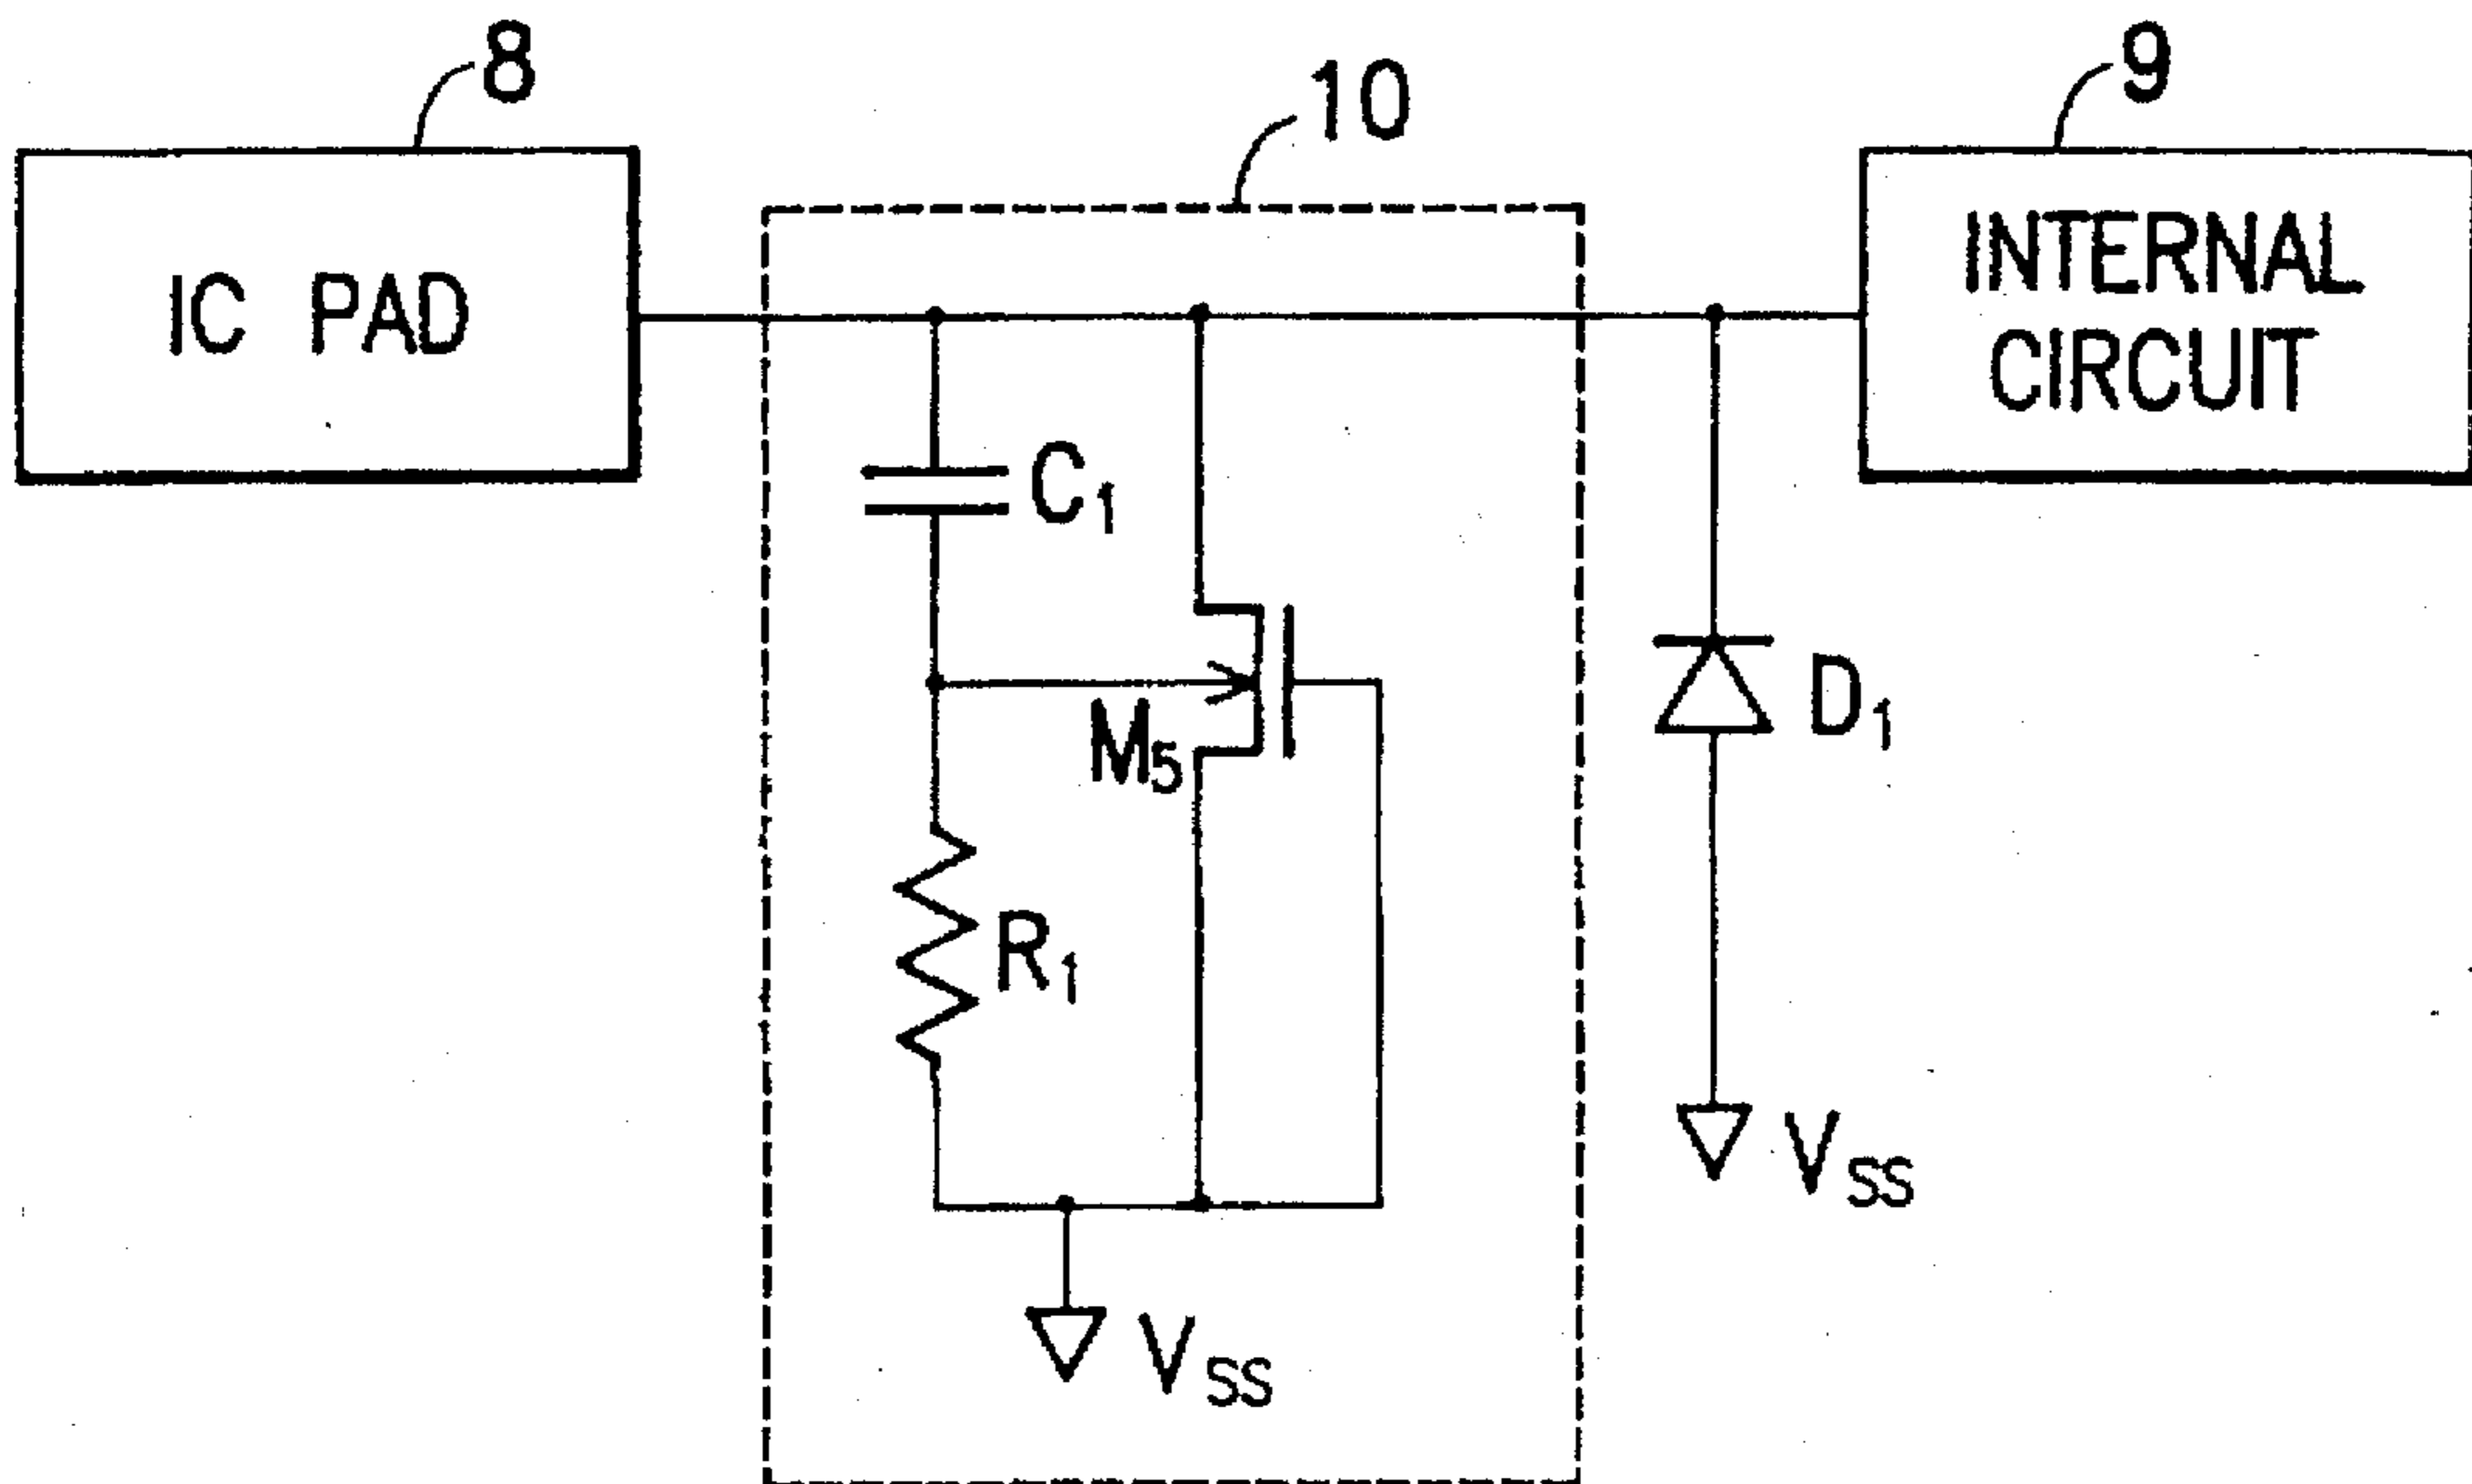 8
10
9
IC PAD
INTERNAL
CIRCUIT
C1
M5
D1
R1
VSS
VSS